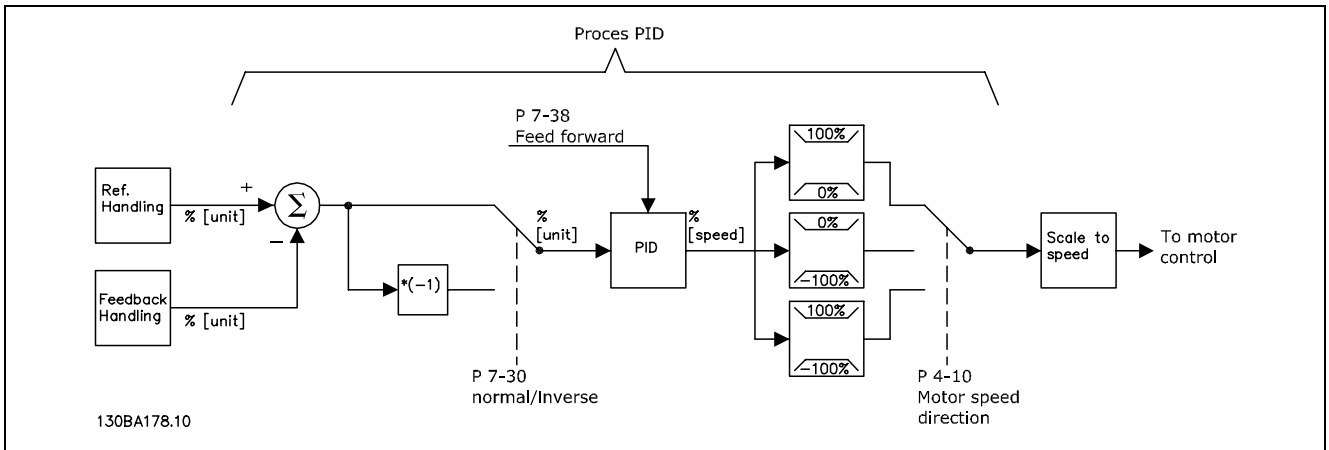 Proces PID
P 7-38
Feed forward
Ref.
Handling
+
% [unit]
Σ
−
Feedback
Handling
% [unit]
*(−1)
P 7-30
normal/Inverse
%
[unit]
PID
%
[speed]
100%
0%
0%
−100%
100%
−100%
P 4-10
Motor speed
direction
Scale to
speed
To motor
control
130BA178.10